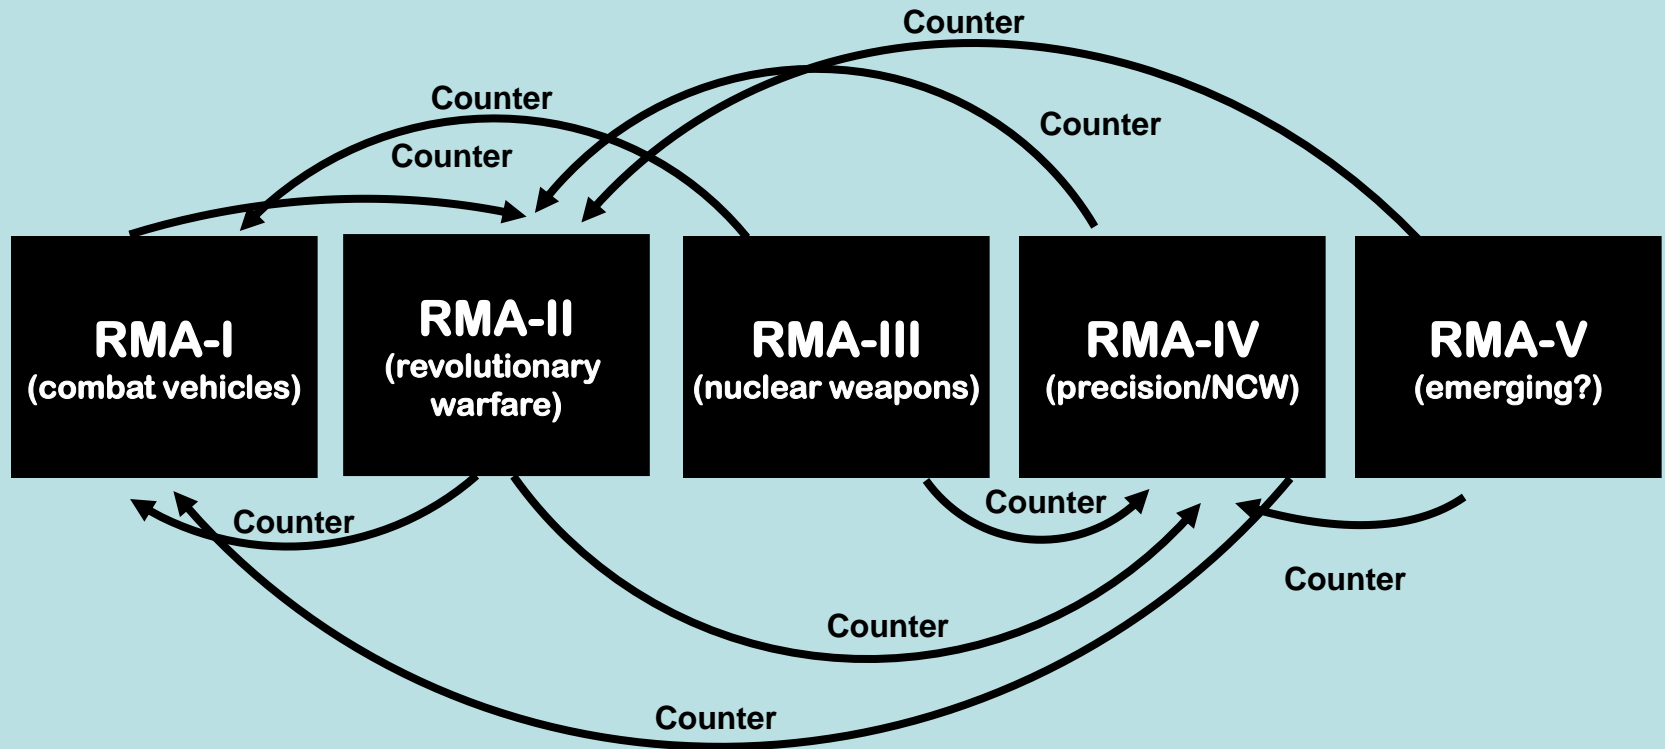 Counter
Counter
Counter
Counter
RMA-I
(combat vehicles)
RMA-II
(revolutionary
warfare)
RMA-III
(nuclear weapons)
RMA-IV
(precision/NCW)
RMA-V
(emerging?)
Counter
Counter
Counter
Counter
Counter